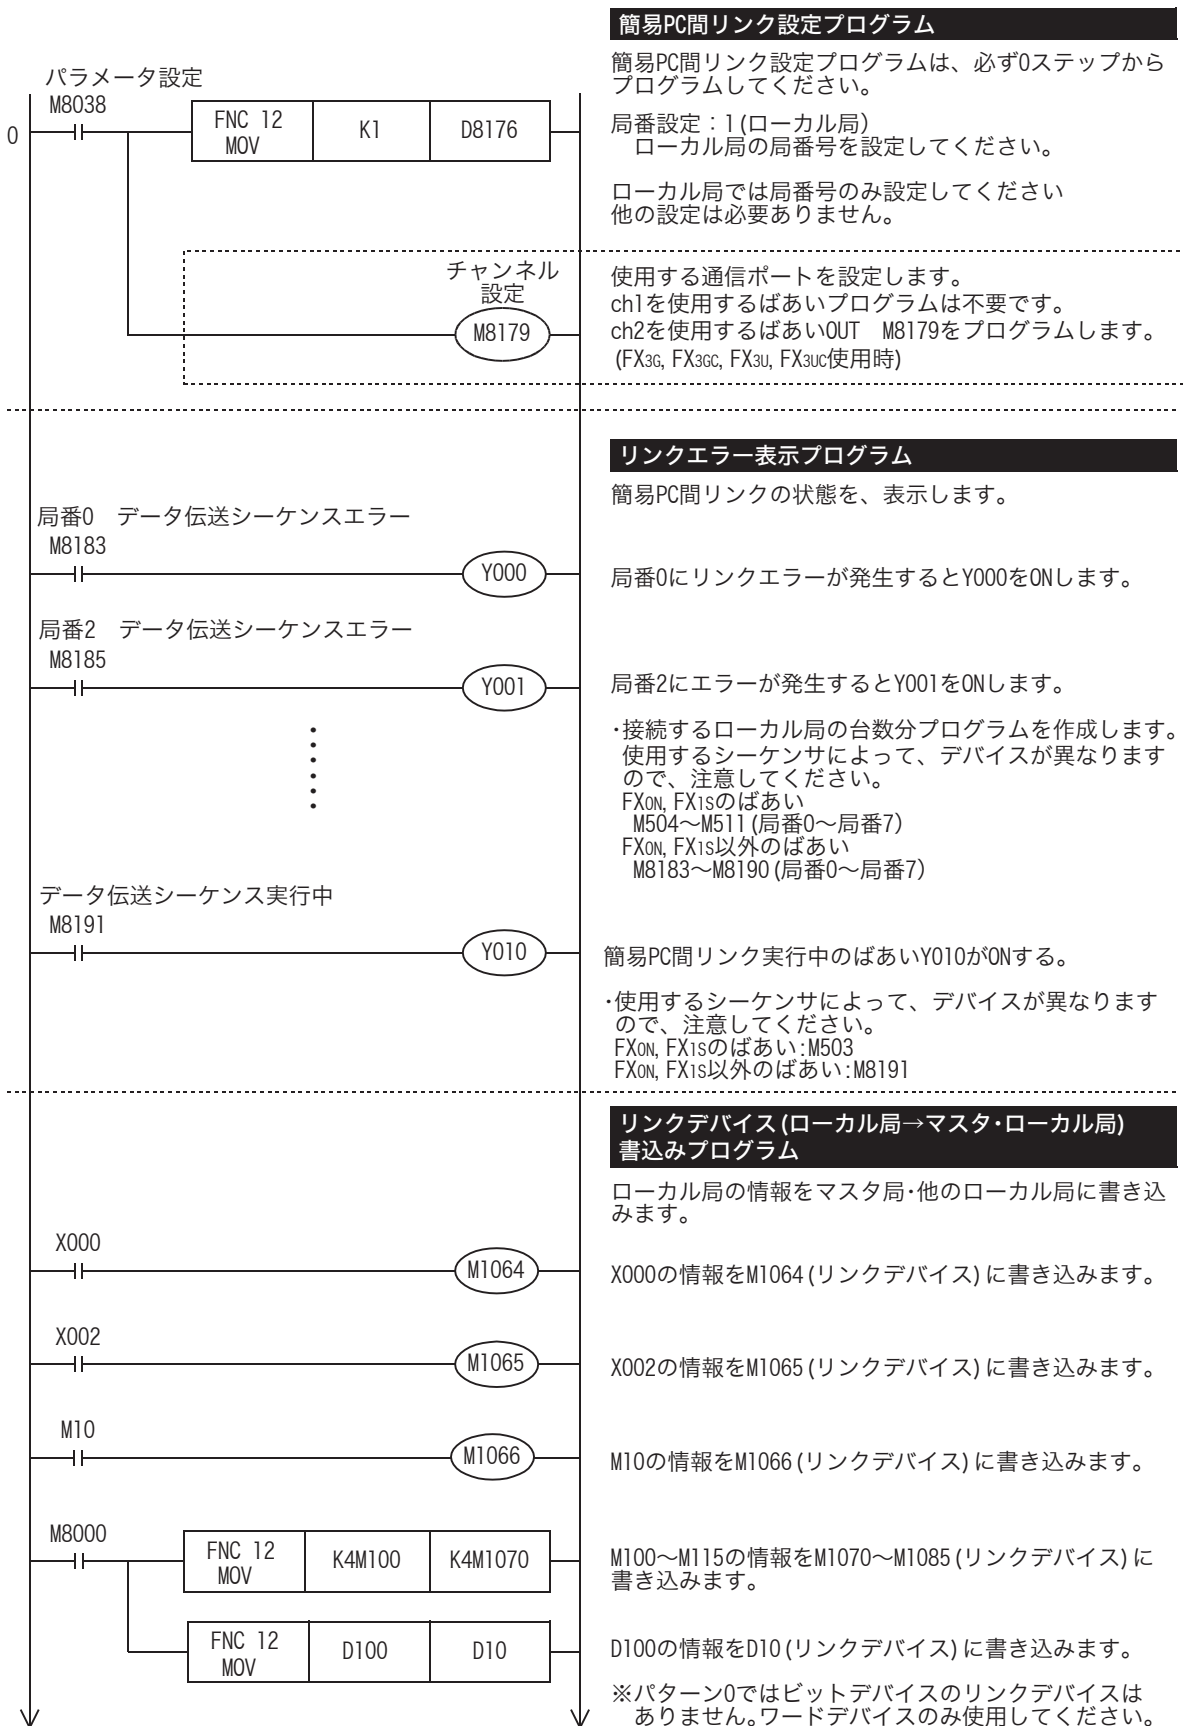 簡易PC間リンク設定プログラム
パラメータ設定
M8038
0
FNC 12
MOV
K1
D8176
簡易PC間リンク設定プログラムは、必ず0ステップから
プログラムしてください。
局番設定：1(ローカル局)
ローカル局の局番号を設定してください。
ローカル局では局番号のみ設定してください
他の設定は必要ありません。
チャンネル
設定
M8179
使用する通信ポートを設定します。
ch1を使用するばあいプログラムは不要です。
ch2を使用するばあいOUT　M8179をプログラムします。
(FX3G, FX3GC, FX3U, FX3UC使用時)
リンクエラー表示プログラム
簡易PC間リンクの状態を、表示します。
局番0　データ伝送シーケンスエラー
M8183
Y000
局番0にリンクエラーが発生するとY000をONします。
局番2　データ伝送シーケンスエラー
M8185
Y001
局番2にエラーが発生するとY001をONします。
･接続するローカル局の台数分プログラムを作成します。
使用するシーケンサによって、デバイスが異なります
ので、注意してください。
FX0N, FX1Sのばあい
M504～M511(局番0～局番7)
FX0N, FX1S以外のばあい
M8183～M8190(局番0～局番7)
データ伝送シーケンス実行中
M8191
Y010
簡易PC間リンク実行中のばあいY010がONする。
･使用するシーケンサによって、デバイスが異なります
ので、注意してください。
FX0N, FX1Sのばあい:M503
FX0N, FX1S以外のばあい:M8191
リンクデバイス(ローカル局→マスタ･ローカル局)
書込みプログラム
ローカル局の情報をマスタ局･他のローカル局に書き込
みます。
X000
M1064
X000の情報をM1064(リンクデバイス)に書き込みます。
X002
M1065
X002の情報をM1065(リンクデバイス)に書き込みます。
M10
M1066
M10の情報をM1066(リンクデバイス)に書き込みます。
M8000
FNC 12
MOV
K4M100
K4M1070
M100～M115の情報をM1070～M1085(リンクデバイス)に
書き込みます。
FNC 12
MOV
D100
D10
D100の情報をD10(リンクデバイス)に書き込みます。
※パターン0ではビットデバイスのリンクデバイスは
ありません。ワードデバイスのみ使用してください。